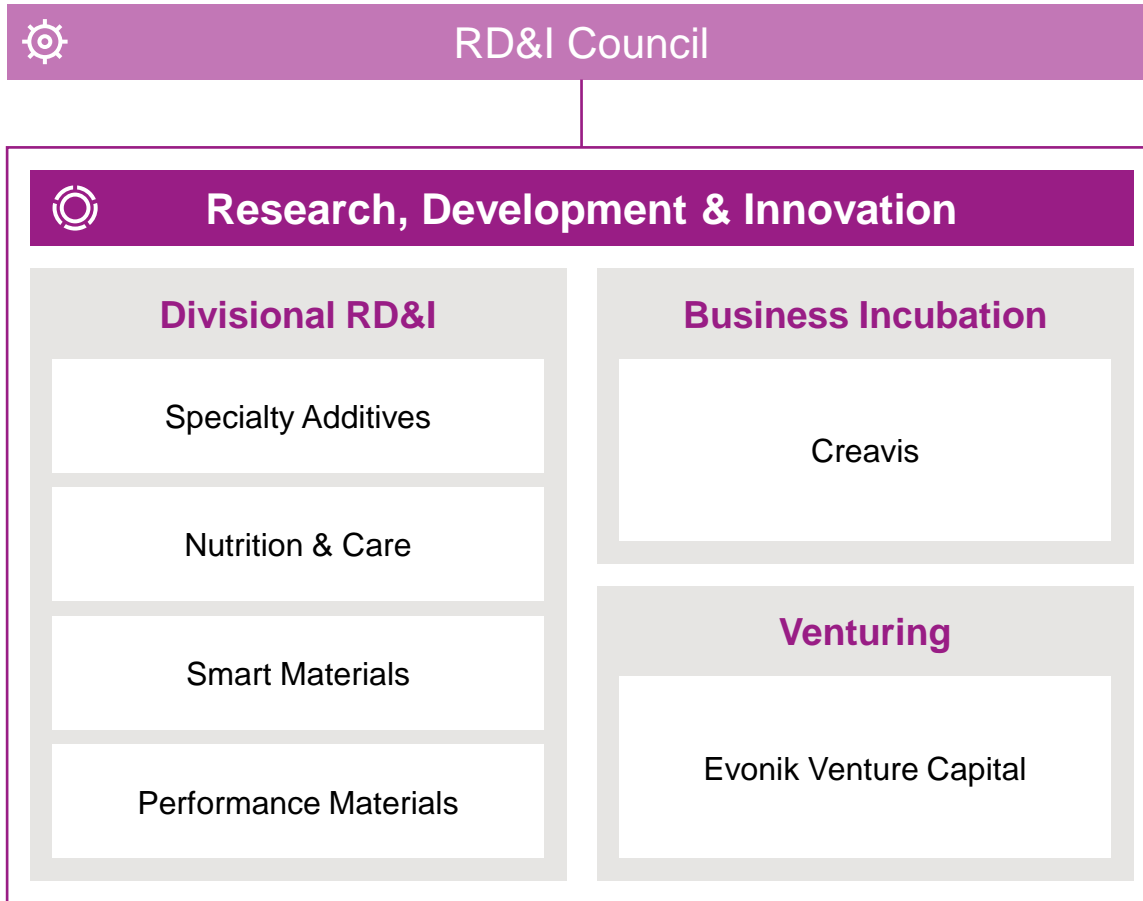 RD&I Council
Research, Development & Innovation
Divisional RD&I
Specialty Additives
Nutrition & Care
Smart Materials
Performance Materials
Business Incubation
Creavis
Venturing
Evonik Venture Capital